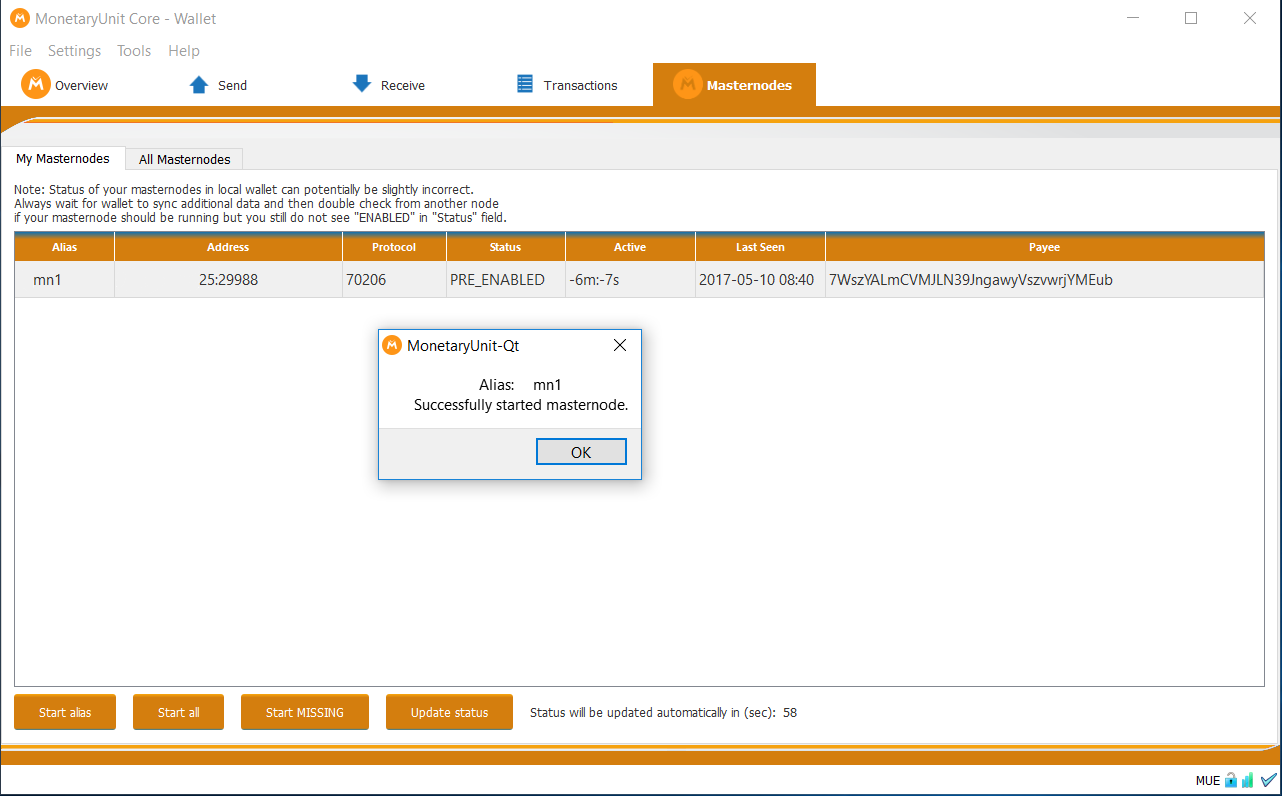 MonetaryUnit Core - Wallet
File Settings Tools Help
Overview Send Receive Transactions Masternodes
My Masternodes All Masternodes
Note: Status of your masternodes in local wallet can potentially be slightly incorrect.
Always wait for wallet to sync additional data and then double check from another node
if your masternode should be running but you still do not see "ENABLED" in "Status" field.
Alias Address Protocol Status Active Last Seen Payee
mn1 25:29988 70206 PRE_ENABLED -6m:-7s 2017-05-10 08:40 7WszYALmCVMJLN39JngawyVszvwrjYMEub
MonetaryUnit-Qt
Alias: mn1
Successfully started masternode.
OK
Start alias Start all Start MISSING Update status Status will be updated automatically in (sec): 58
MUE